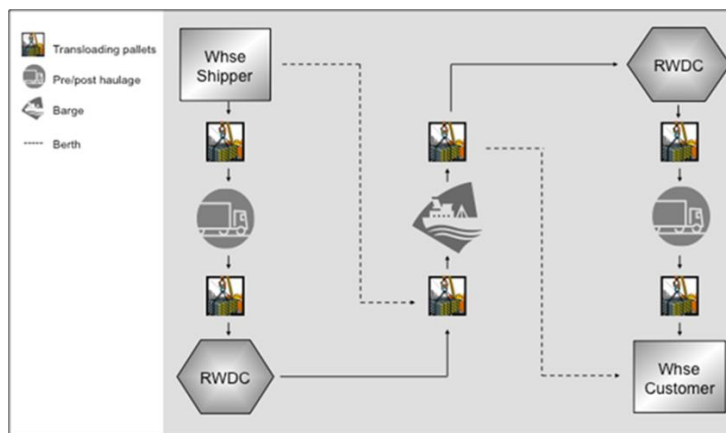 Transloading pallets
Pre/post haulage
Barge
Berth
Whse
Shipper
RWDC
RWDC
Whse
Customer